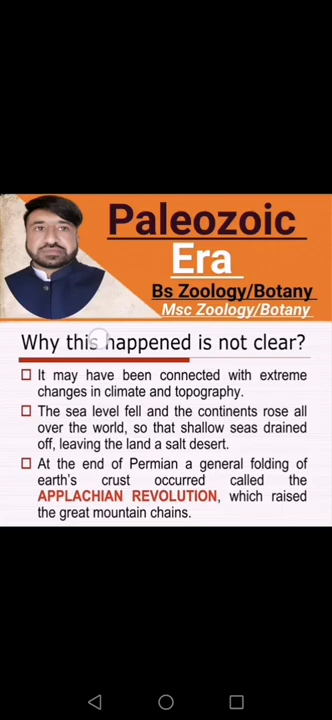 Paleozoic
Era
Bs Zoology/Botany
Msc Zoology/Botany
Why this happened is not clear?
It may have been connected with extreme
changes in climate and topography.
The sea level fell and the continents rose all
over the world, so that shallow seas drained
off, leaving the land a salt desert.
At the end of Permian a general folding of
earth's crust occurred called the
APPLACHIAN REVOLUTION, which raised
the great mountain chains.